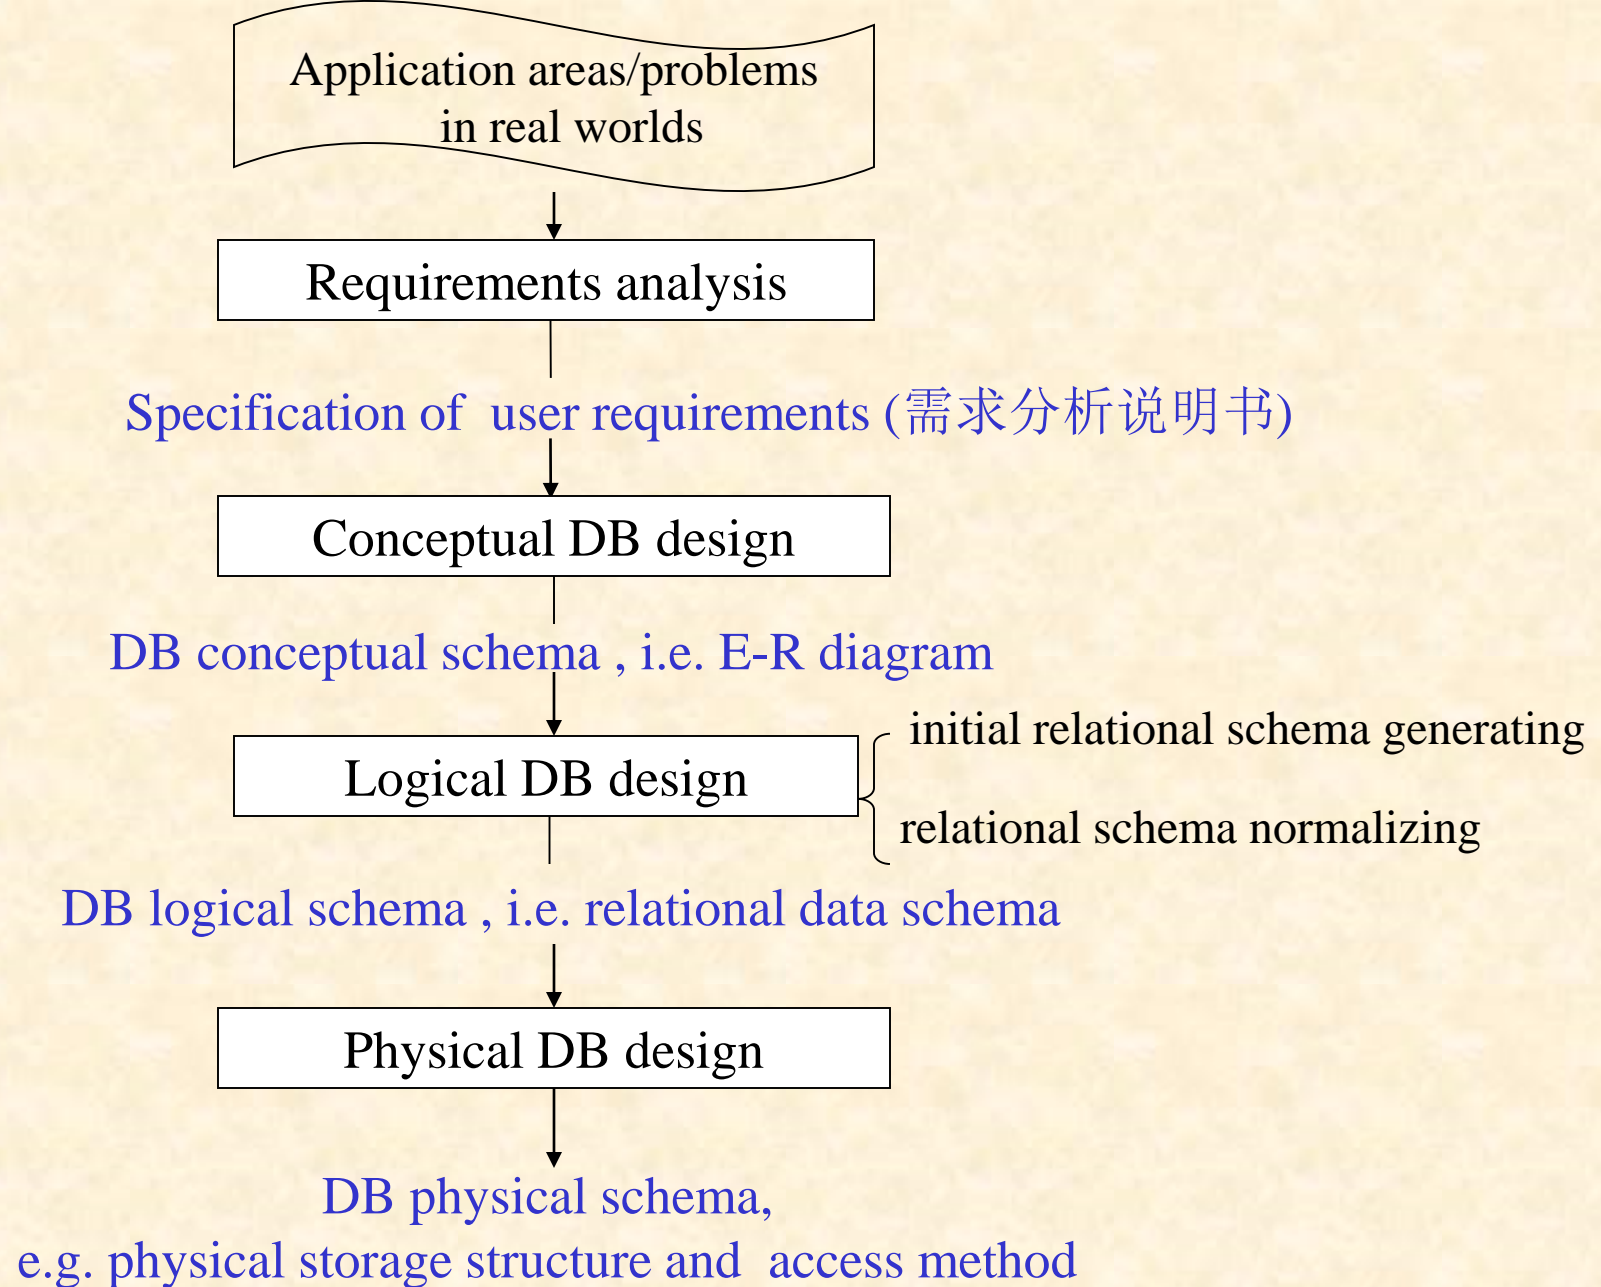 Application areas/problems
in real worlds
Requirements analysis
Specification of user requirements (需求分析说明书)
Conceptual DB design
DB conceptual schema , i.e. E-R diagram
initial relational schema generating
Logical DB design
relational schema normalizing
DB logical schema , i.e. relational data schema
Physical DB design
DB physical schema,
e.g. physical storage structure and access method